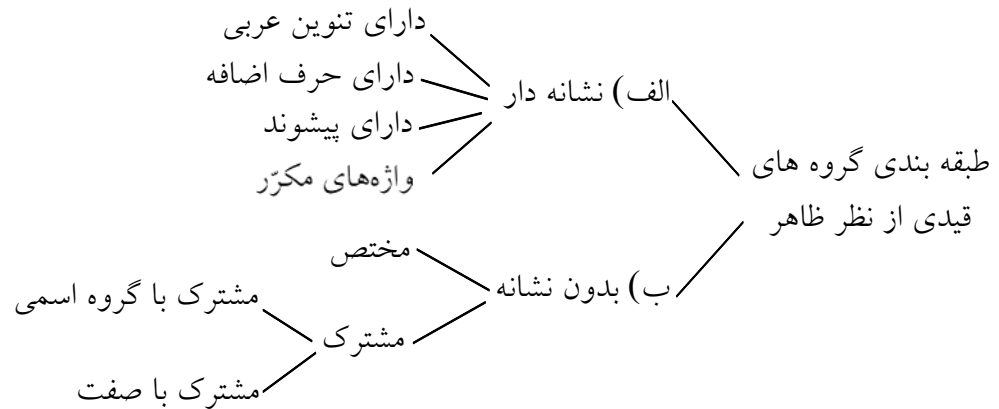 طبقه بندی گروه های
قیدی از نظر ظاهر
الف) نشانه دار
دارای تنوین عربی
دارای حرف اضافه
دارای پیشوند
واژه‌های مکرّر
ب) بدون نشانه
مختص
مشترک
مشترک با گروه اسمی
مشترک با صفت